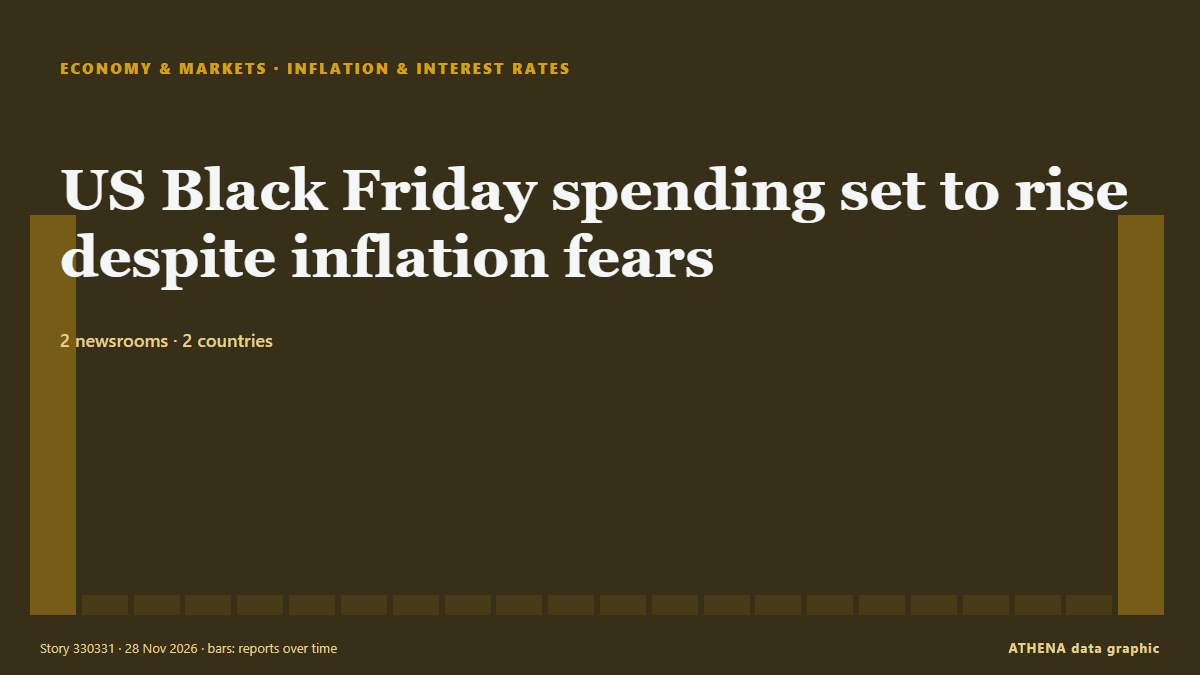 ECONOMY & MARKETS · INFLATION & INTEREST RATES
US Black Friday spending set to rise
despite inflation fears
2 newsrooms · 2 countries
Story 330331 · 28 Nov 2026 · bars: reports over time
ATHENA data graphic